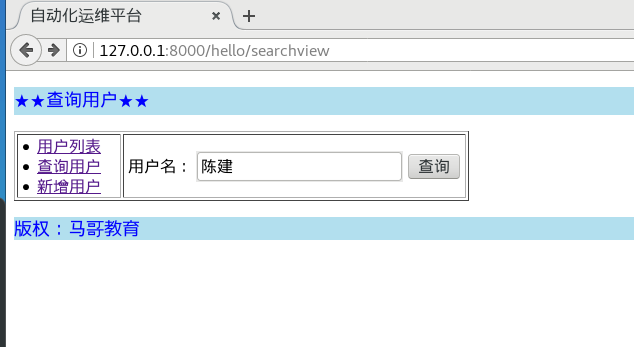 自动化运维平台
127.0.0.1:8000/hello/searchview
★★查询用户★★
用户列表
查询用户
新增用户
用户名： 陈建 查询
版权：马哥教育